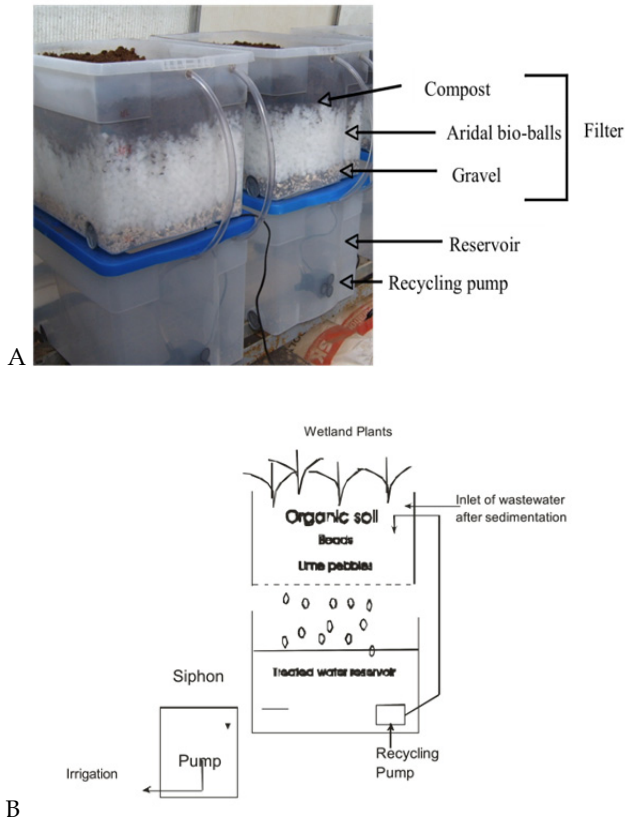 Compost
Aridal bio-balls
Filter
Gravel
Reservoir
Recycling pump
SK
A
Wetland Plants
Inlet of wastewater
after sedimentation
Organic soil
Beads
Lime pebbles
Treated water reservoir
Siphon
Pump
Irrigation
Recycling
Pump
B